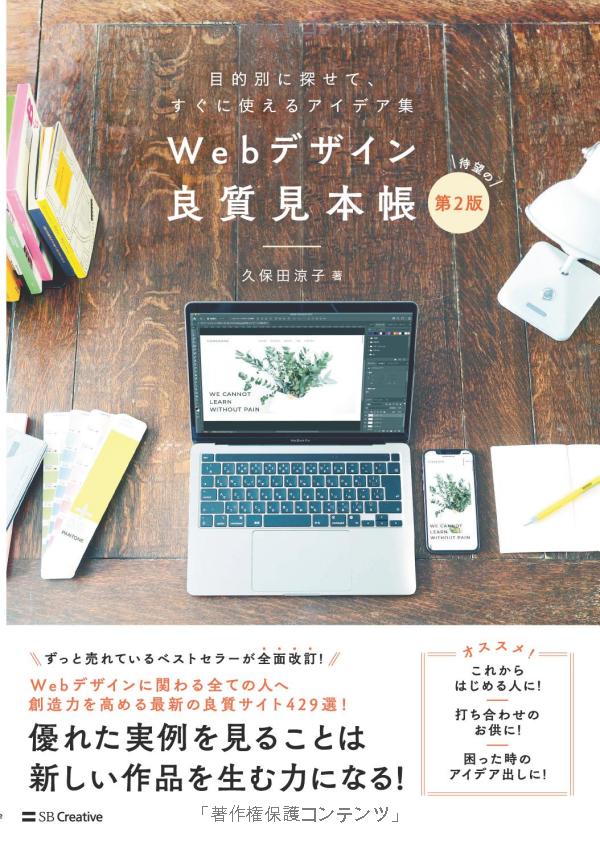 目的別に探せて、
すぐに使えるアイデア集
Webデザイン
良質見本帳
待望の
第2版
久保田涼子 著
WE CANNOT
LEARN
WITHOUT PAIN
MacBook Pro
WE CANNOT
LEARN
WITHOUT PAIN
PANTONE
ずっと売れているベストセラーが全面改訂!
Webデザインに関わる全ての人へ
創造力を高める最新の良質サイト429選!
優れた実例を見ることは
新しい作品を生む力になる!
オススメ!
これから
はじめる人に!
打ち合わせの
お供に!
困った時の
アイデア出しに!
SB Creative
「著作権保護コンテンツ」